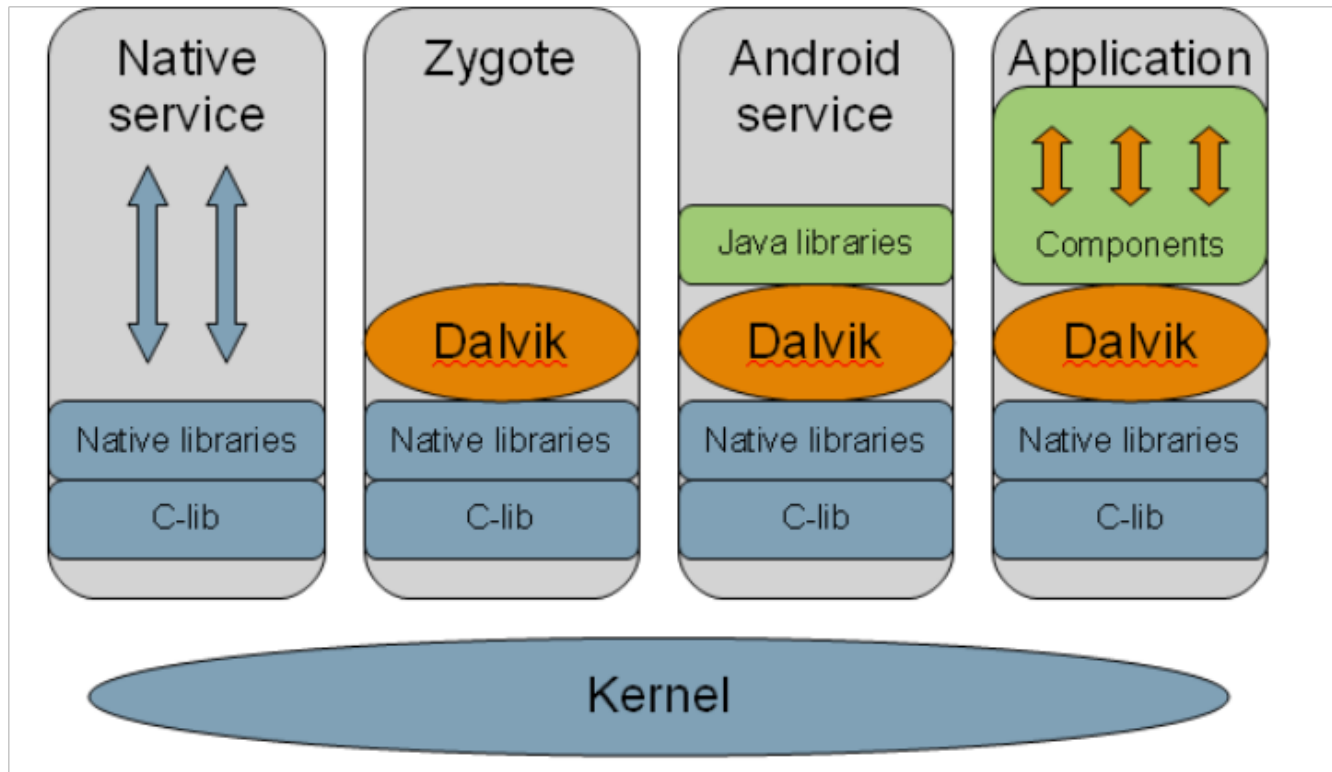 Native
service
Native libraries
C-lib
Zygote
Dalvik
Native libraries
C-lib
Android
service
Java libraries
Dalvik
Native libraries
C-lib
Application
Components
Dalvik
Native libraries
C-lib
Kernel